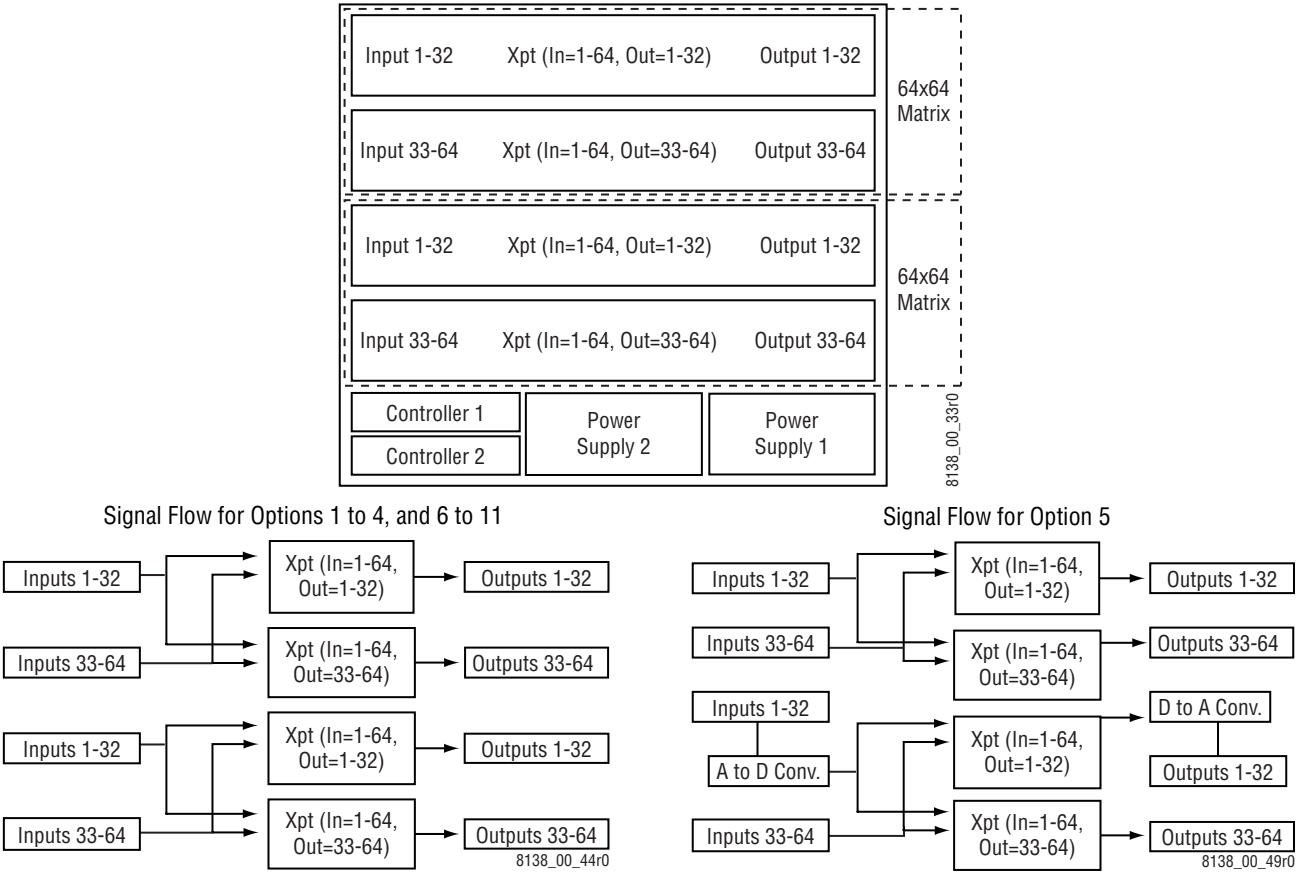 Input 1-32 Xpt (In=1-64, Out=1-32) Output 1-32
64x64
Matrix
Input 33-64 Xpt (In=1-64, Out=33-64) Output 33-64
Input 1-32 Xpt (In=1-64, Out=1-32) Output 1-32
64x64
Matrix
Input 33-64 Xpt (In=1-64, Out=33-64) Output 33-64
Controller 1
Controller 2
Power
Supply 2
Power
Supply 1
8138_00_33r0
Signal Flow for Options 1 to 4, and 6 to 11
Inputs 1-32
Xpt (In=1-64,
Out=1-32)
Outputs 1-32
Inputs 33-64
Xpt (In=1-64,
Out=33-64)
Outputs 33-64
Inputs 1-32
Xpt (In=1-64,
Out=1-32)
Outputs 1-32
Inputs 33-64
Xpt (In=1-64,
Out=33-64)
Outputs 33-64
8138_00_44r0
Signal Flow for Option 5
Inputs 1-32
Xpt (In=1-64,
Out=1-32)
Outputs 1-32
Inputs 33-64
Xpt (In=1-64,
Out=33-64)
Outputs 33-64
Inputs 1-32
A to D Conv.
Xpt (In=1-64,
Out=1-32)
D to A Conv.
Outputs 1-32
Inputs 33-64
Xpt (In=1-64,
Out=33-64)
Outputs 33-64
8138_00_49r0